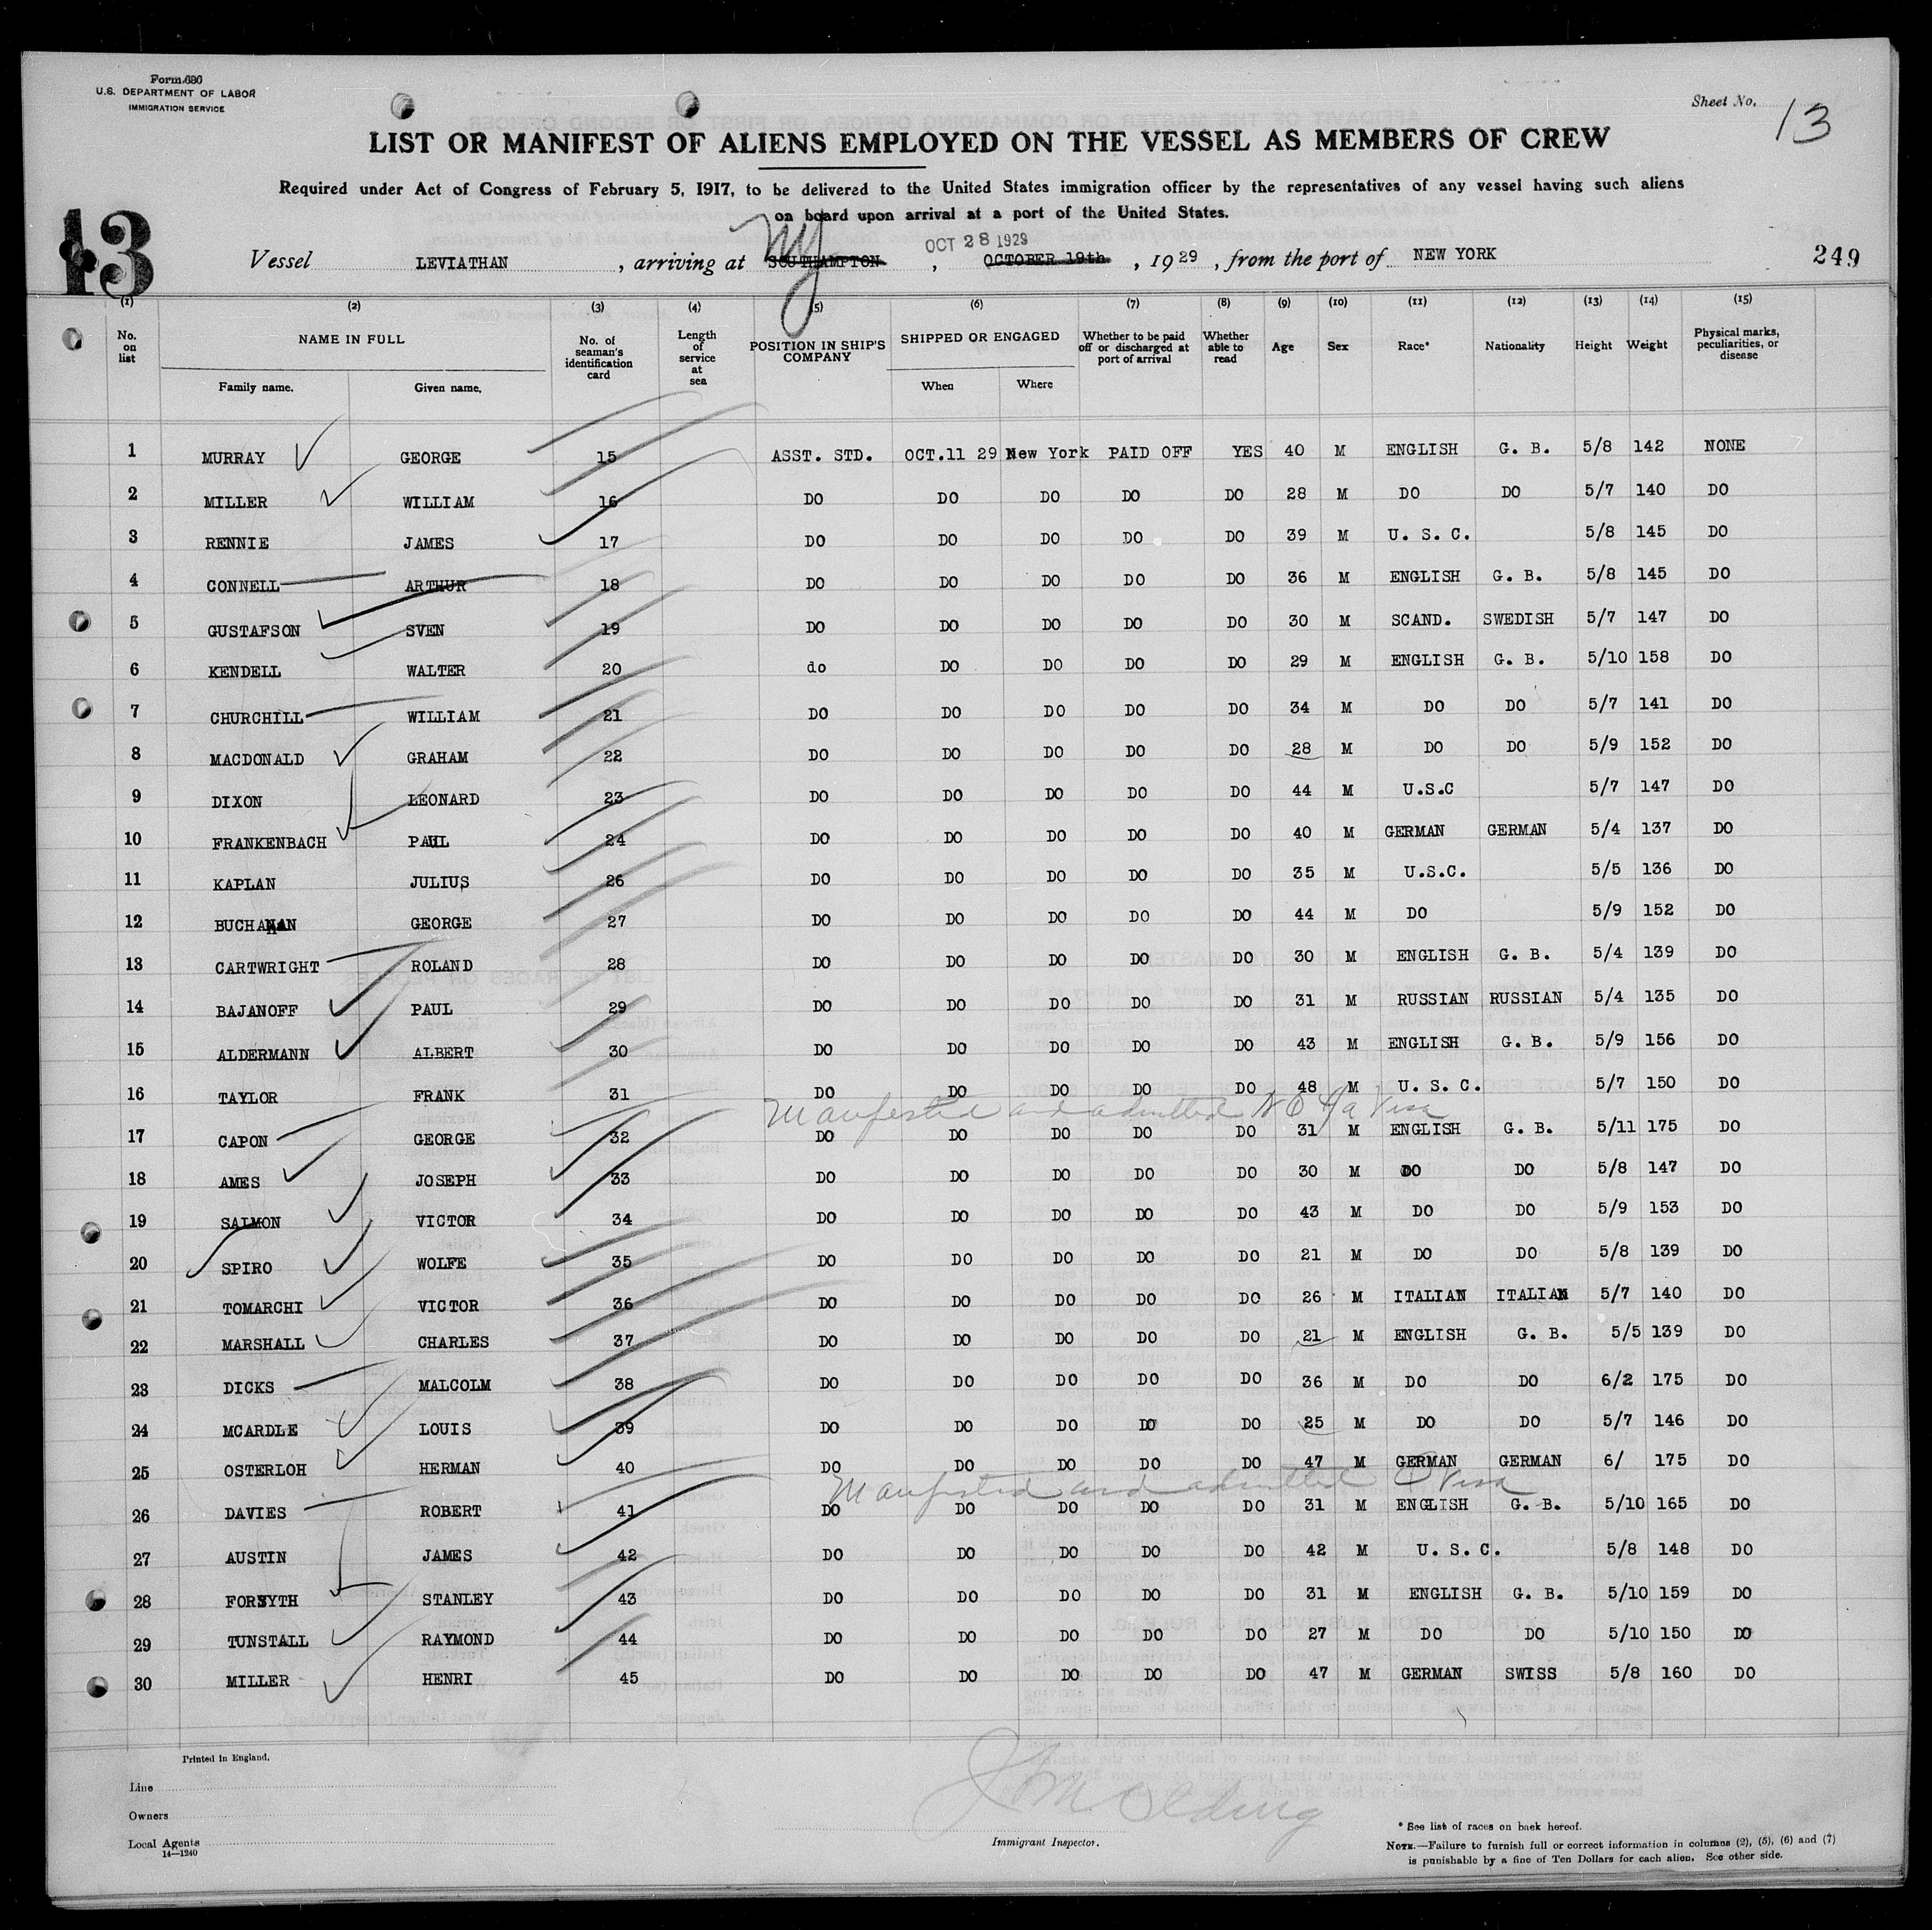 Form 680
U.S. DEPARTMENT OF LABOR
IMMIGRATION SERVICE
Sheet No. 13
LIST OR MANIFEST OF ALIENS EMPLOYED ON THE VESSEL AS MEMBERS OF CREW
Required under Act of Congress of February 5, 1917, to be delivered to the United States immigration officer by the representatives of any vessel having such aliens
on board upon arrival at a port of the United States.
13
NY
OCT 28 1929
Vessel LEVIATHAN, arriving at SOUTHAMPTON, OCTOBER 19th, 1929, from the port of NEW YORK
249
(1) (2) (3) (4) (5) (6) (7) (8) (9) (10) (11) (12) (13) (14) (15)
No. on list NAME IN FULL Family name. Given name. No. of seaman's identification card Length of service at sea POSITION IN SHIP'S COMPANY SHIPPED OR ENGAGED When Where Whether to be paid off or discharged at port of arrival Whether able to read Age Sex Race* Nationality Height Weight Physical marks, peculiarities, or disease
1 MURRAY GEORGE 15 ASST. STD. OCT.11 29 New York PAID OFF YES 40 M ENGLISH G. B. 5/8 142 NONE
2 MILLER WILLIAM 16 DO DO DO DO DO 28 M DO DO 5/7 140 DO
3 RENNIE JAMES 17 DO DO DO DO DO 39 M U. S. C. 5/8 145 DO
4 CONNELL ARTHUR 18 DO DO DO DO DO 36 M ENGLISH G. B. 5/8 145 DO
5 GUSTAFSON SVEN 19 DO DO DO DO DO 30 M SCAND. SWEDISH 5/7 147 DO
6 KENDELL WALTER 20 do DO DO DO DO 29 M ENGLISH G. B. 5/10 158 DO
7 CHURCHILL WILLIAM 21 DO DO DO DO DO 34 M DO DO 5/7 141 DO
8 MACDONALD GRAHAM 22 DO DO DO DO DO 28 M DO DO 5/9 152 DO
9 DIXON LEONARD 23 DO DO DO DO DO 44 M U.S.C 5/7 147 DO
10 FRANKENBACH PAUL 24 DO DO DO DO DO 40 M GERMAN GERMAN 5/4 137 DO
11 KAPLAN JULIUS 26 DO DO DO DO DO 35 M U.S.C. 5/5 136 DO
12 BUCHANAN GEORGE 27 DO DO DO DO DO 44 M DO 5/9 152 DO
13 CARTWRIGHT ROLAND 28 DO DO DO DO DO 30 M ENGLISH G. B. 5/4 139 DO
14 BAJANOFF PAUL 29 DO DO DO DO DO 31 M RUSSIAN RUSSIAN 5/4 135 DO
15 ALDERMANN ALBERT 30 DO DO DO DO DO 43 M ENGLISH G. B. 5/9 156 DO
16 TAYLOR FRANK 31 DO DO DO DO DO 48 M U. S. C. 5/7 150 DO
Manifested and admitted Visa
17 CAPON GEORGE 32 DO DO DO DO DO 31 M ENGLISH G. B. 5/11 175 DO
18 AMES JOSEPH 33 DO DO DO DO DO 30 M DO DO 5/8 147 DO
19 SALMON VICTOR 34 DO DO DO DO DO 43 M DO DO 5/9 153 DO
20 SPIRO WOLFE 35 DO DO DO DO DO 21 M DO DO 5/8 139 DO
21 TOMARCHI VICTOR 36 DO DO DO DO DO 26 M ITALIAN ITALIAN 5/7 140 DO
22 MARSHALL CHARLES 37 DO DO DO DO DO 21 M ENGLISH G. B. 5/5 139 DO
23 DICKS MALCOLM 38 DO DO DO DO DO 36 M DO DO 6/2 175 DO
24 MCARDLE LOUIS 39 DO DO DO DO DO 25 M DO DO 5/7 146 DO
25 OSTERLOH HERMAN 40 DO DO DO DO DO 47 M GERMAN GERMAN 6/ 175 DO
Manifested and admitted Visa
26 DAVIES ROBERT 41 DO DO DO DO DO 31 M ENGLISH G. B. 5/10 165 DO
27 AUSTIN JAMES 42 DO DO DO DO DO 42 M U. S. C. 5/8 148 DO
28 FORSYTH STANLEY 43 DO DO DO DO DO 31 M ENGLISH G. B. 5/10 159 DO
29 TUNSTALL RAYMOND 44 DO DO DO DO DO 27 M DO DO 5/10 150 DO
30 MILLER HENRI 45 DO DO DO DO DO 47 M GERMAN SWISS 5/8 160 DO
Printed in England.
Line
Owners
Local Agents
14—1240
Immigrant Inspector.
* See list of races on back hereof.
NOTE.—Failure to furnish full or correct information in columns (2), (5), (6) and (7)
is punishable by a fine of Ten Dollars for each alien. See other side.